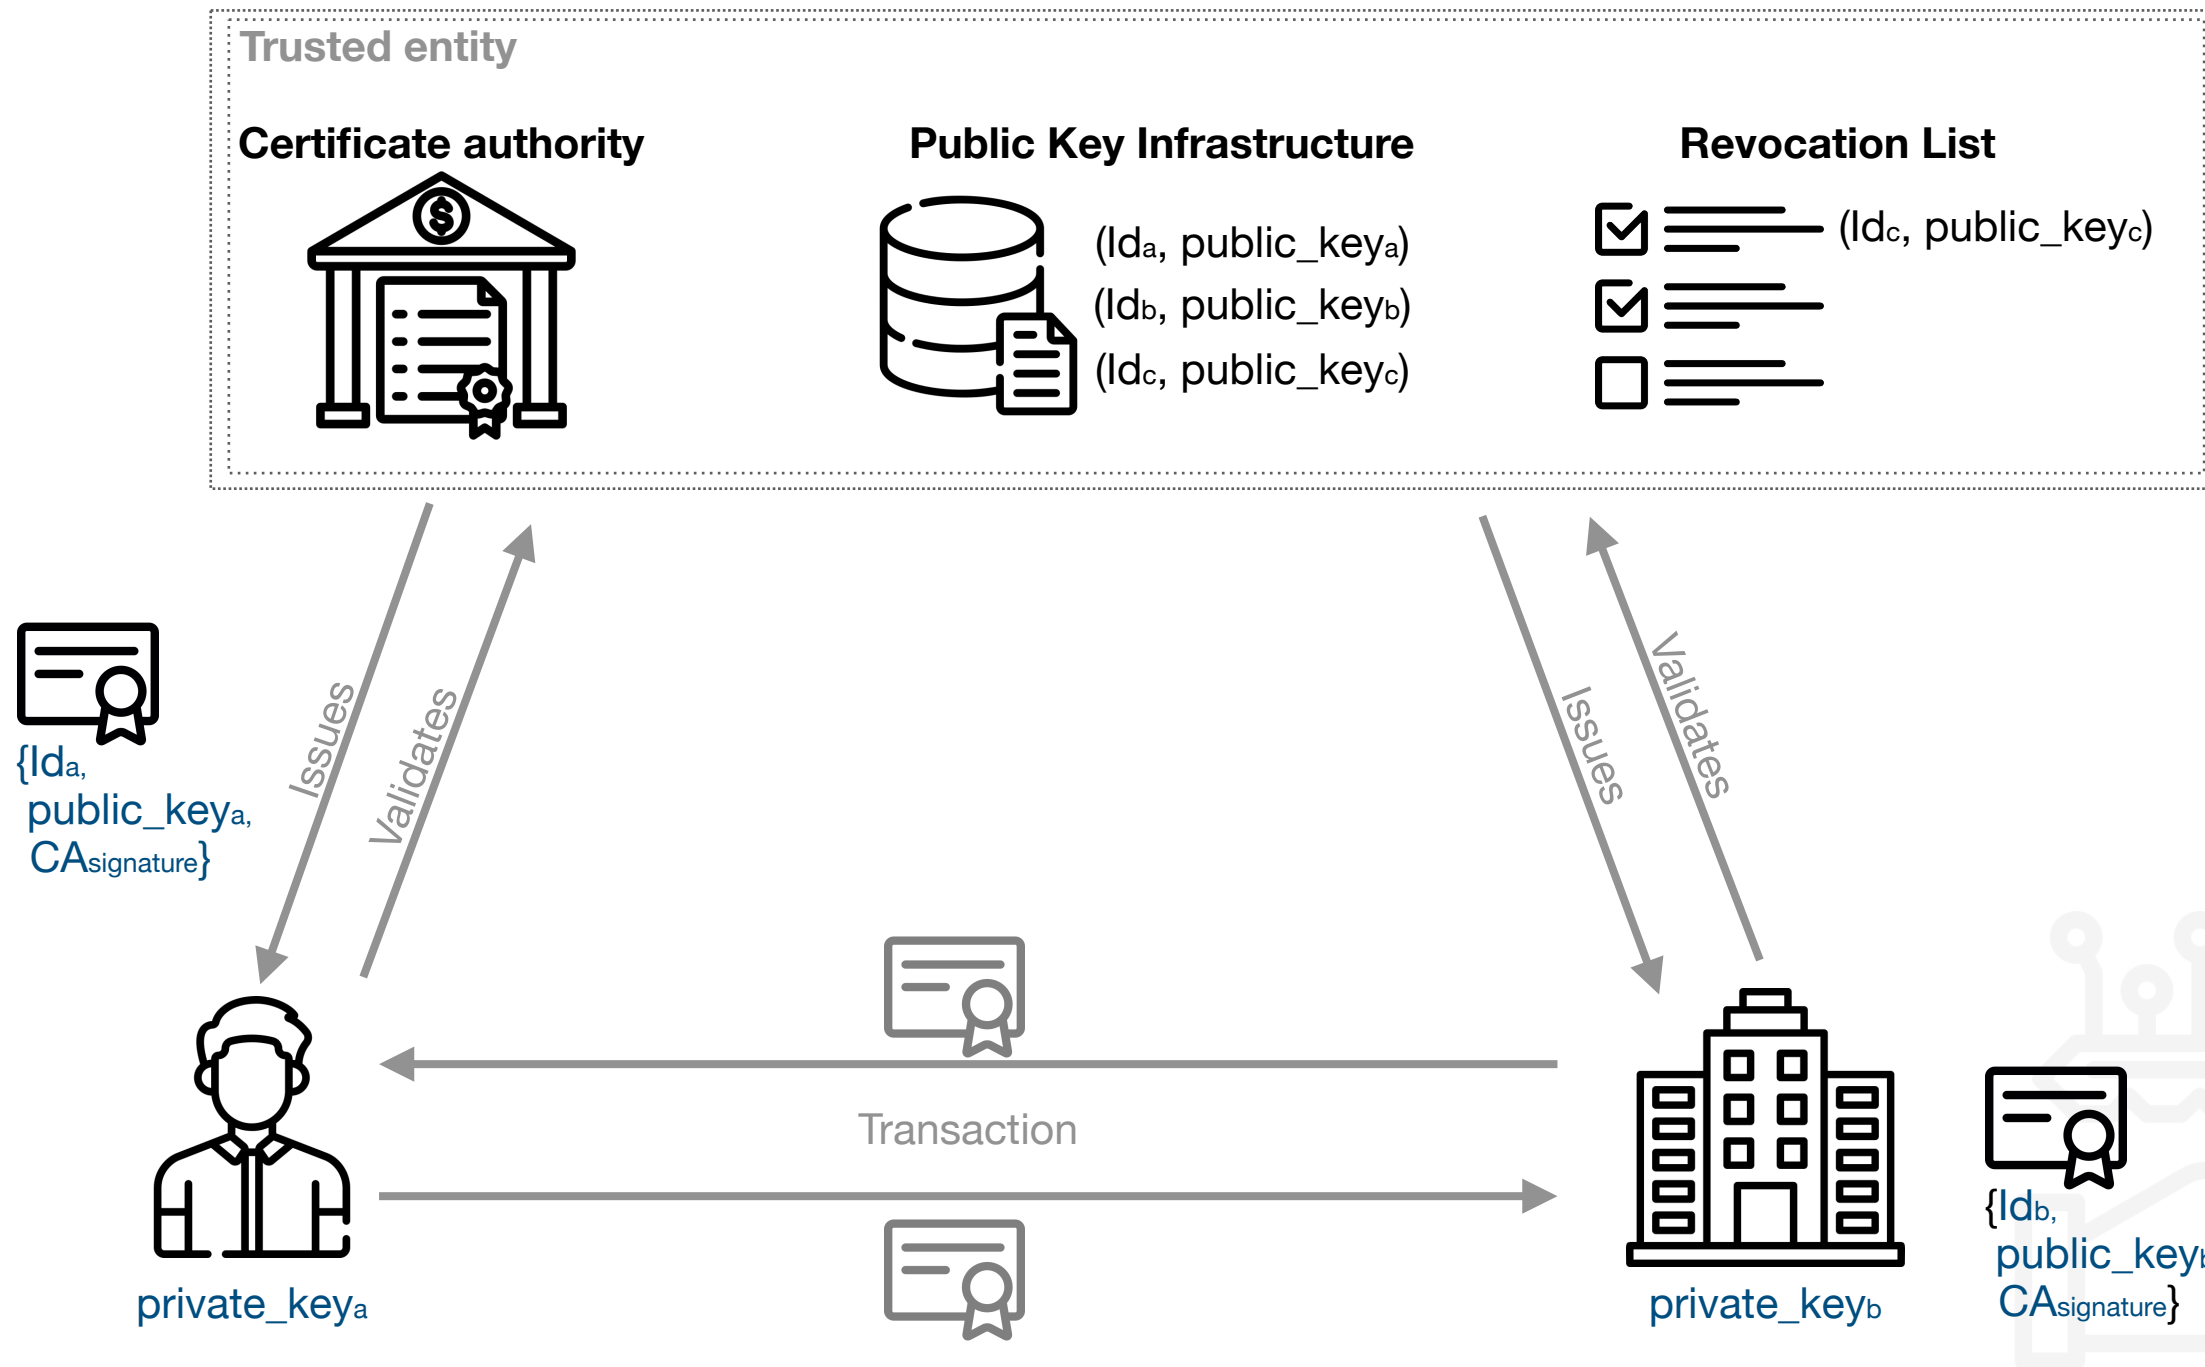 Trusted entity
Certificate authority
Public Key Infrastructure
Revocation List
$
(Ida, public_keya)
(Idb, public_keyb)
(Idc, public_keyc)
(Idc, public_keyc)
Issues
Validates
Issues
Validates
{Ida,
public_keya,
CAsignature}
Transaction
private_keya
private_keyb
{Idb,
public_keyb
CAsignature}